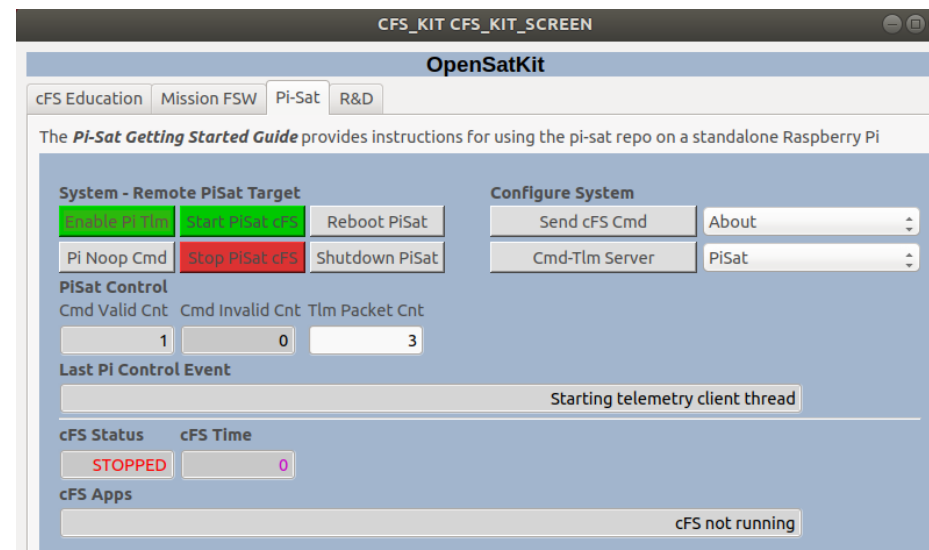 CFS_KIT CFS_KIT_SCREEN
OpenSatKit
cFS Education Mission FSW Pi-Sat R&D
The Pi-Sat Getting Started Guide provides instructions for using the pi-sat repo on a standalone Raspberry Pi
System - Remote PiSat Target Configure System
Enable Pi Tlm Start PiSat cFS Reboot PiSat Send cFS Cmd About
Pi Noop Cmd Stop PiSat cFS Shutdown PiSat Cmd-Tlm Server PiSat
PiSat Control
Cmd Valid Cnt Cmd Invalid Cnt Tlm Packet Cnt
1 0 3
Last Pi Control Event
Starting telemetry client thread
cFS Status cFS Time
STOPPED 0
cFS Apps
cFS not running